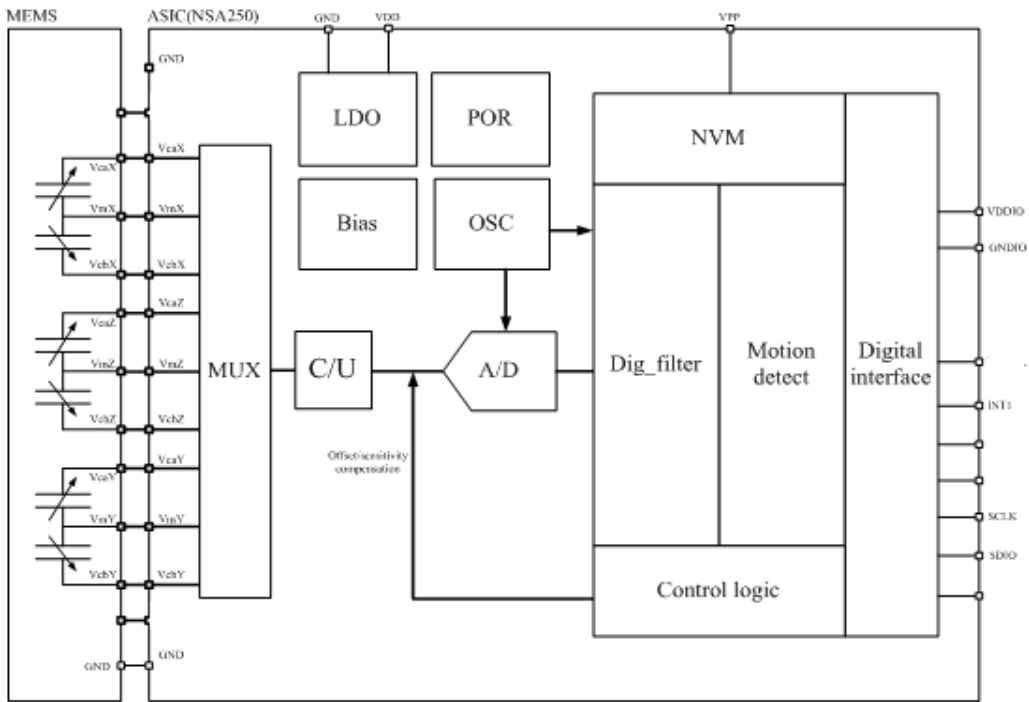 MEMS
ASIC(NSA250)
GND
VDD
VPP
GND
LDO
POR
NVM
VcaX
VcaX
VmX
VmX
Bias
OSC
VDDIO
GNDIO
VcbX
VcbX
VcaZ
VcaZ
VmZ
VmZ
MUX
C/U
A/D
Dig_filter
Motion
detect
Digital
interface
INT1
VcbZ
VcbZ
Offset/sensitivity
compensation
VcaY
VcaY
VmY
VmY
SCLK
SDIO
VcbY
VcbY
Control logic
GND
GND